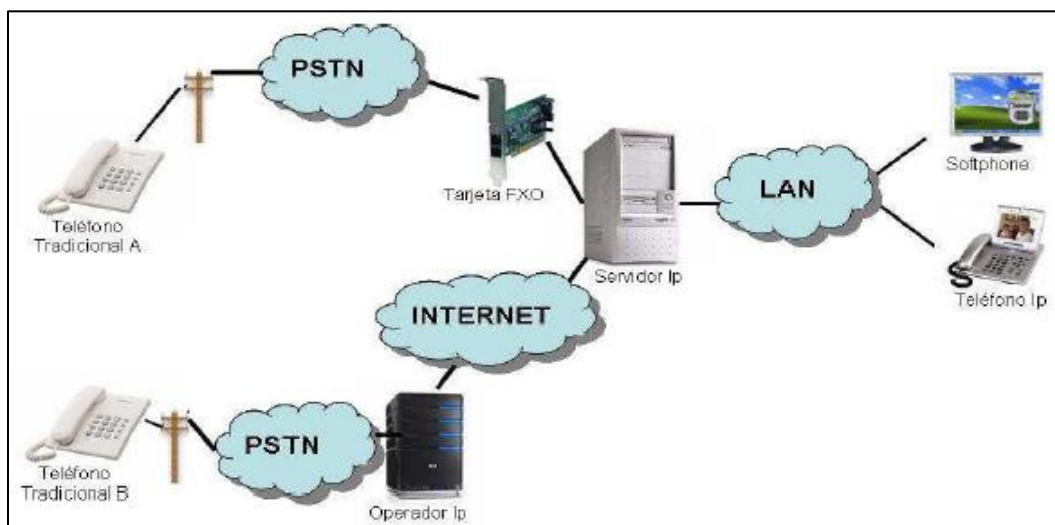 PSTN
Tarjeta FXO
Teléfono
Tradicional A
LAN
Softphone
Servidor Ip
Teléfono Ip
INTERNET
PSTN
Teléfono
Tradicional B
Operador Ip